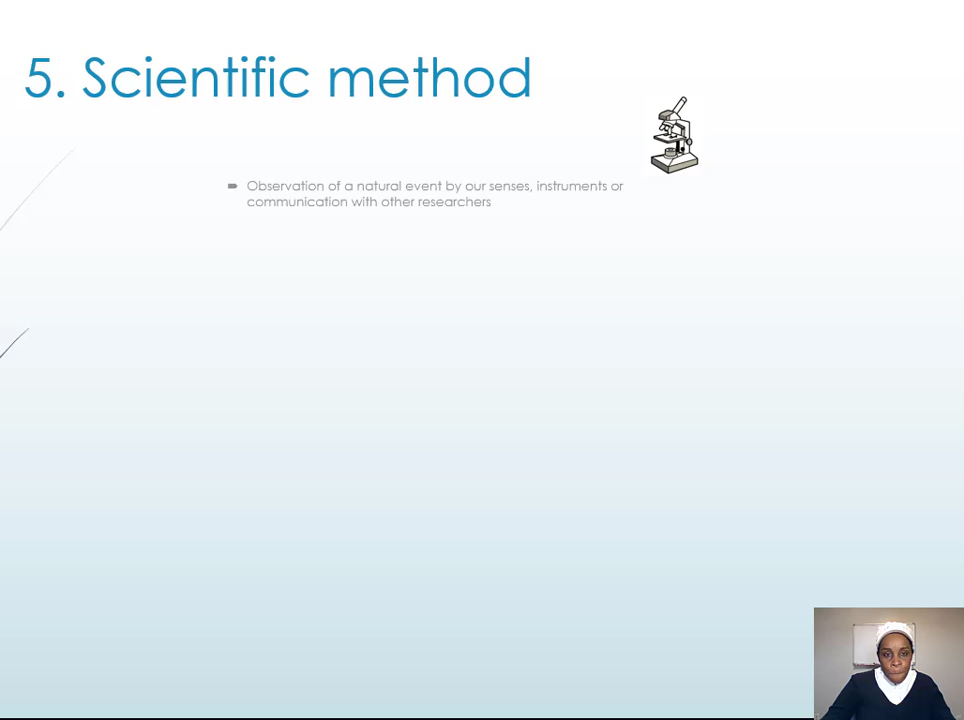 5. Scientific method
Observation of a natural event by our senses, instruments or
communication with other researchers